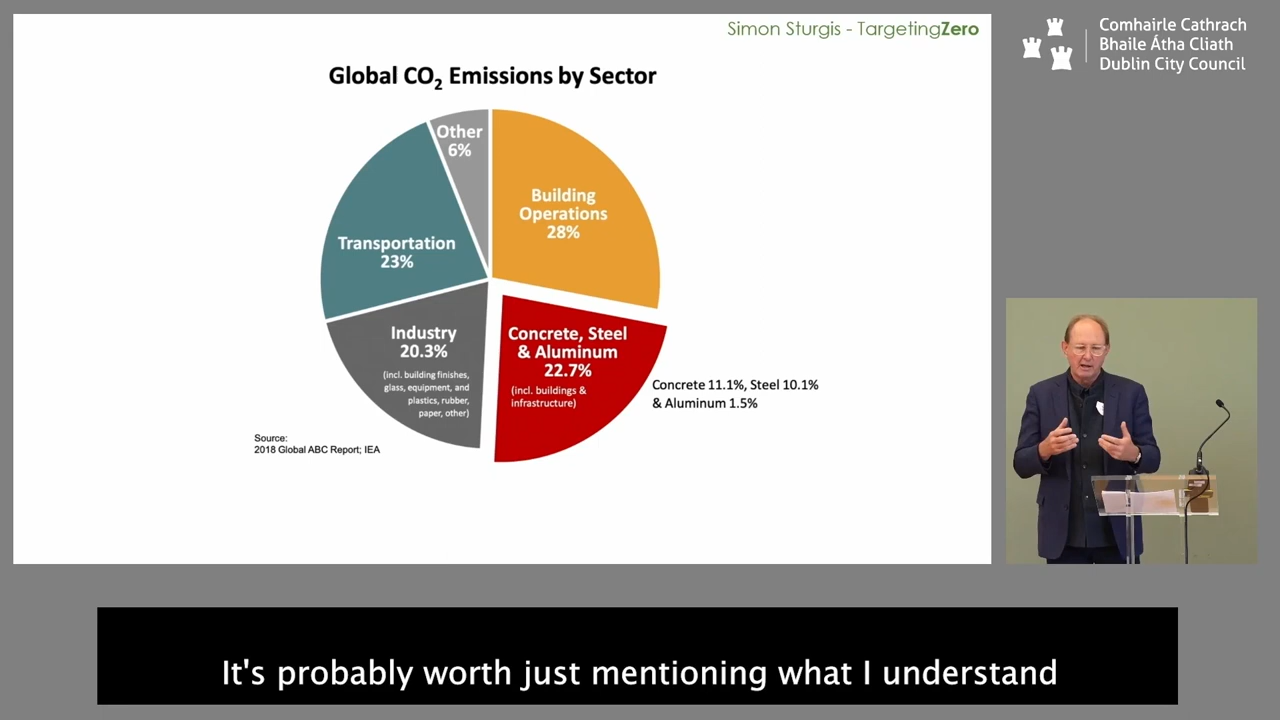 Simon Sturgis - TargetingZero
Comhairle Cathrach
Bhaile Átha Cliath
Dublin City Council
Global CO₂ Emissions by Sector
Other
6%
Building
Operations
28%
Transportation
23%
Industry
20.3%
(incl. building finishes,
glass, equipment, and
plastics, rubber,
paper, other)
Concrete, Steel
& Aluminum
22.7%
(incl. buildings &
infrastructure)
Concrete 11.1%, Steel 10.1%
& Aluminum 1.5%
Source:
2018 Global ABC Report; IEA
It's probably worth just mentioning what I understand